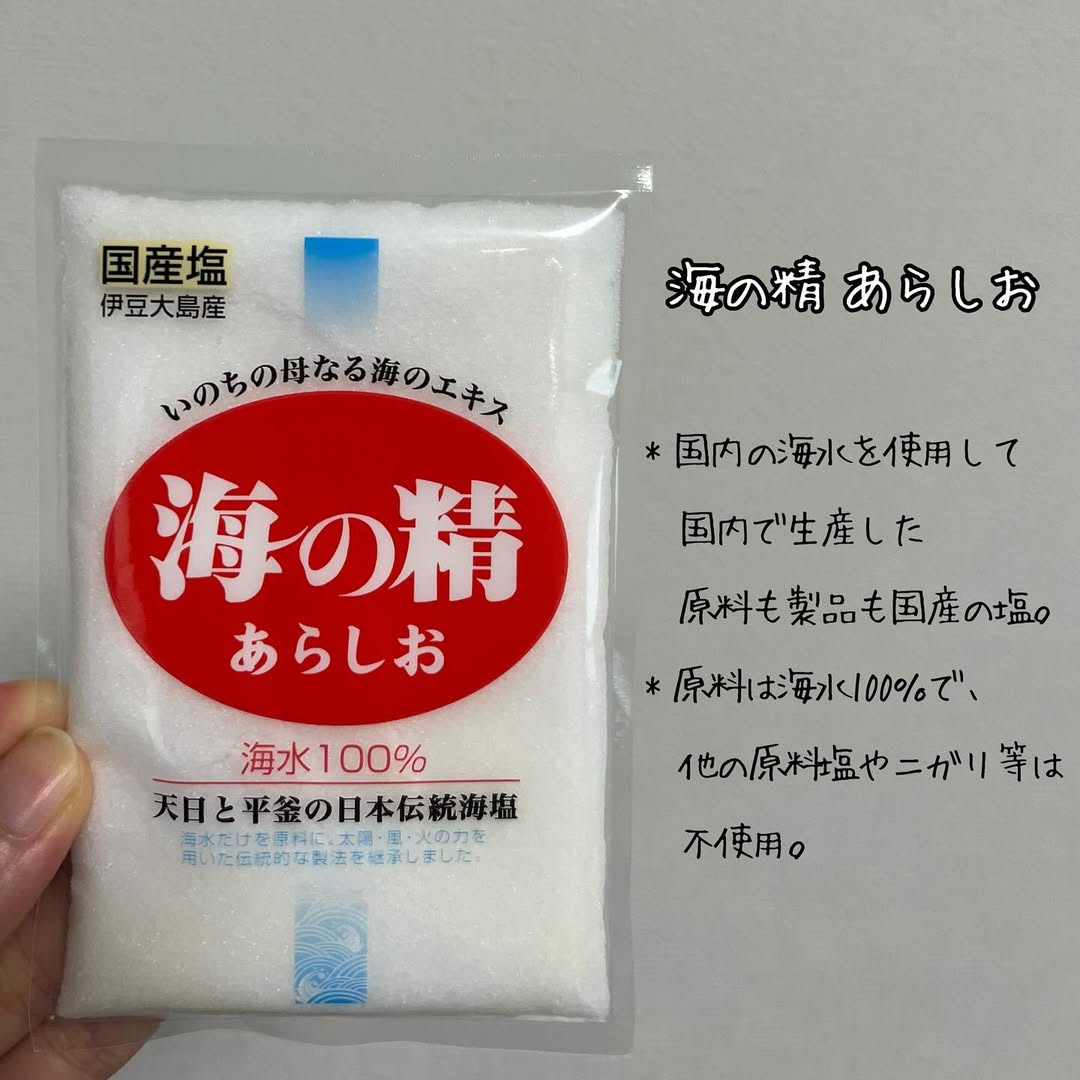 国産塩
伊豆大島産
いのちの母なる海のエキス
海の精
あらしお
海水100%
天日と平釜の日本伝統海塩
海水だけを原料に、太陽・風・火の力を
用いた伝統的な製法を継承しました。
海の精 あらしお
* 国内の海水を使用して
国内で生産した
原料も製品も国産の塩。
* 原料は海水100%で、
他の原料塩やニガリ等は
不使用。